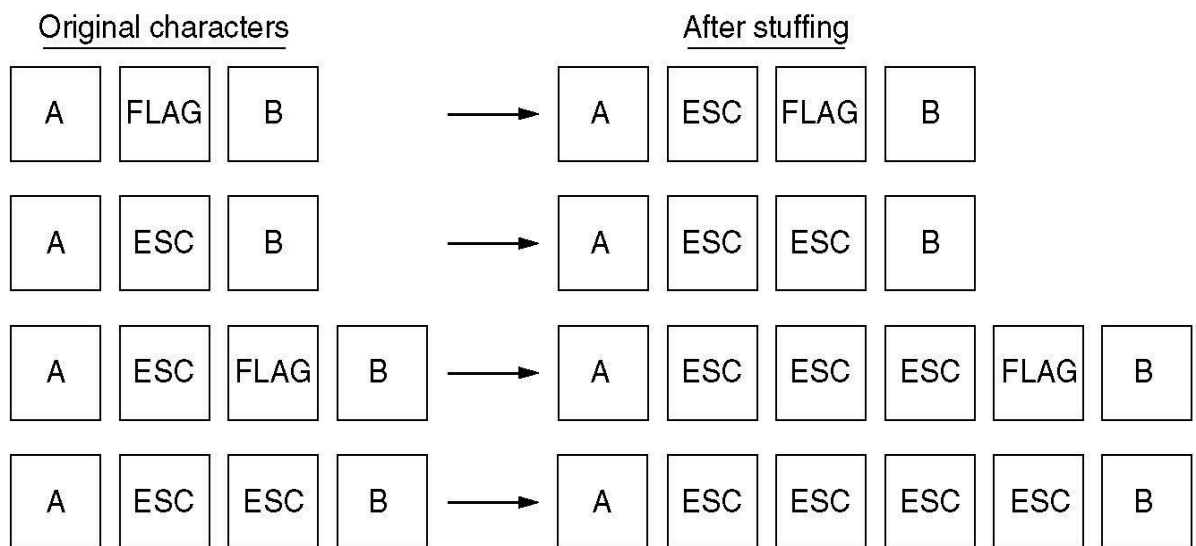 Original characters After stuffing
A FLAG B A ESC FLAG B
A ESC B A ESC ESC B
A ESC FLAG B A ESC ESC ESC FLAG B
A ESC ESC B A ESC ESC ESC ESC B